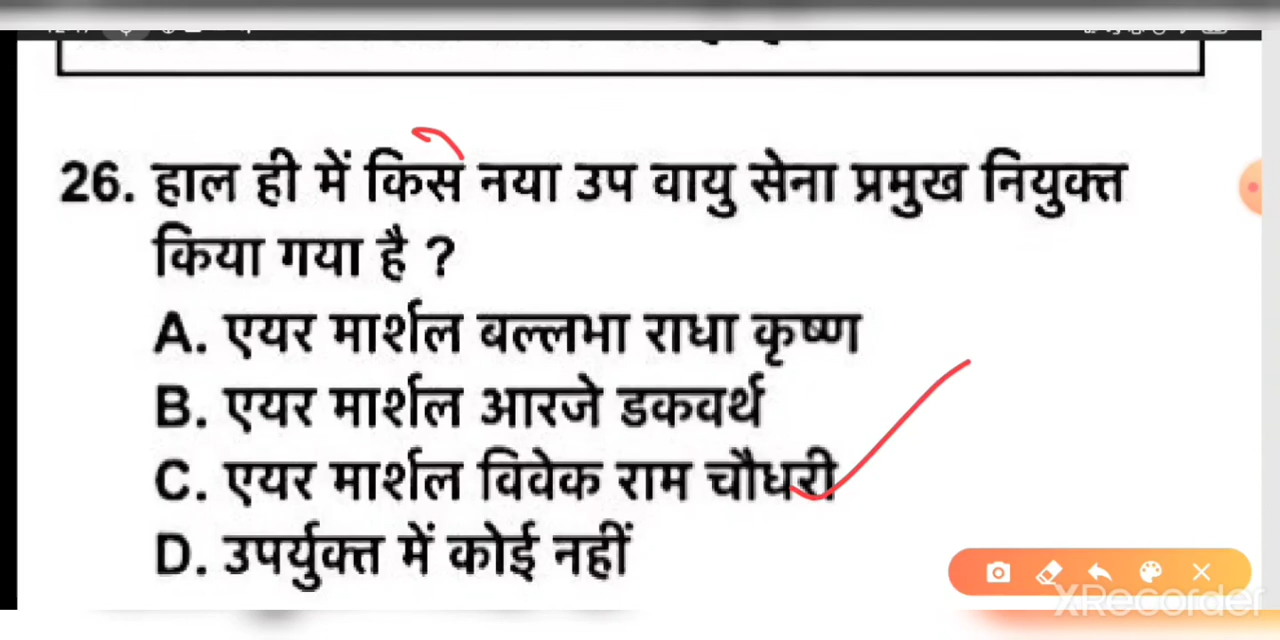 26. हाल ही में किसे नया उप वायु सेना प्रमुख नियुक्त
किया गया है ?
A. एयर मार्शल बल्लभा राधा कृष्ण
B. एयर मार्शल आरजे डकवर्थ
C. एयर मार्शल विवेक राम चौधरी
D. उपर्युक्त में कोई नहीं
XRecorder